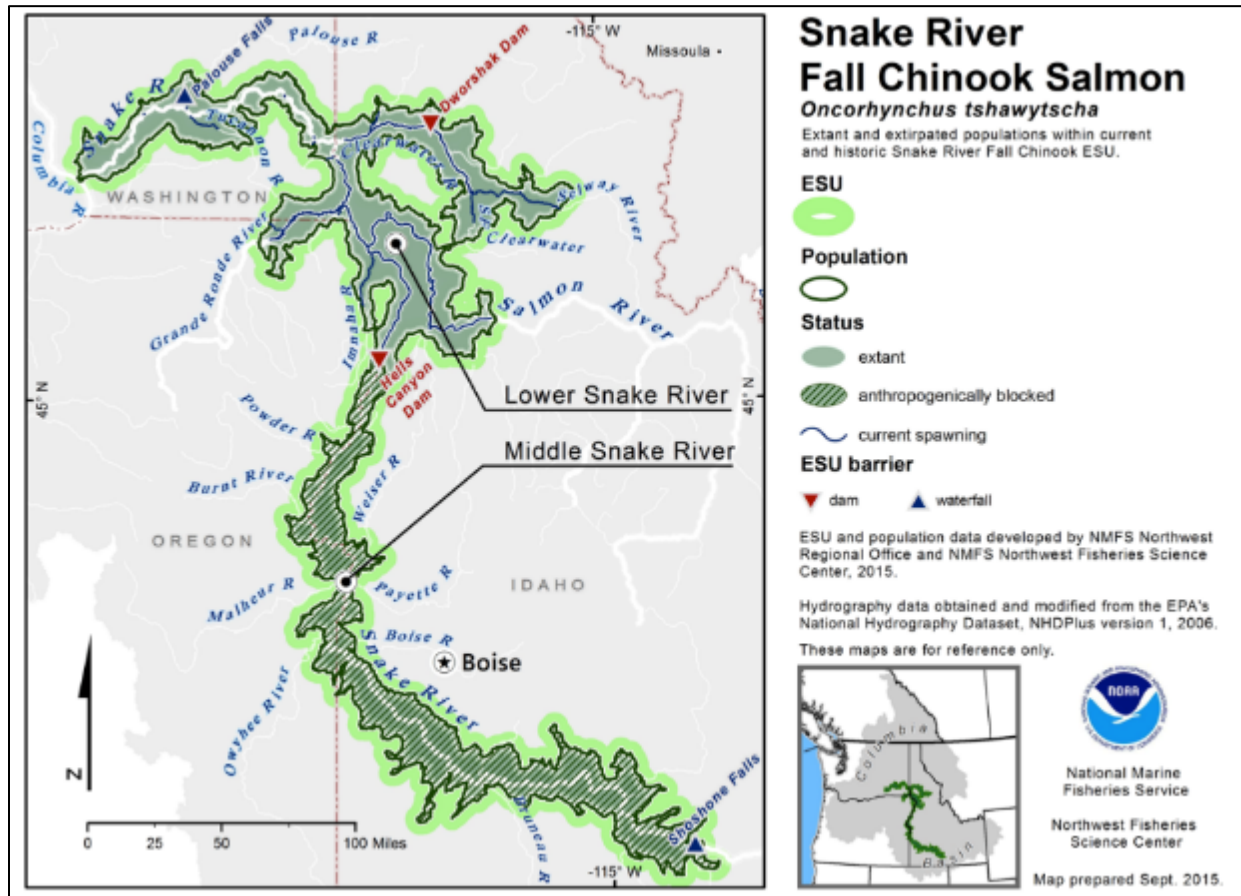 Snake River
Fall Chinook Salmon
Oncorhynchus tshawytscha
Extant and extirpated populations within current
and historic Snake River Fall Chinook ESU.
ESU
Population
Status
extant
anthropogenically blocked
current spawning
ESU barrier
dam
waterfall
ESU and population data developed by NMFS Northwest
Regional Office and NMFS Northwest Fisheries Science
Center, 2015.
Hydrography data obtained and modified from the EPA's
National Hydrography Dataset, NHDPlus version 1, 2006.
These maps are for reference only.
Columbia
Basin
NOAA
National Marine
Fisheries Service
Northwest Fisheries
Science Center
Map prepared Sept. 2015.
-115° W
Missoula
Palouse R
Palouse Falls
Snake R
Tucannon R
Columbia R
WASHINGTON
Dworshak Dam
Clearwater R
Selway River
SF
Clearwater
Grande Ronde River
Imnaha R
Salmon River
Hells
Canyon
Dam
45° N
45° N
Lower Snake River
Middle Snake River
Powder R
Burnt River
Weiser R
OREGON
IDAHO
Malheur R
Payette R
Boise R
Boise
Snake River
Owyhee River
Bruneau R
Shoshone Falls
-115° W
N
0 25 50 100 Miles